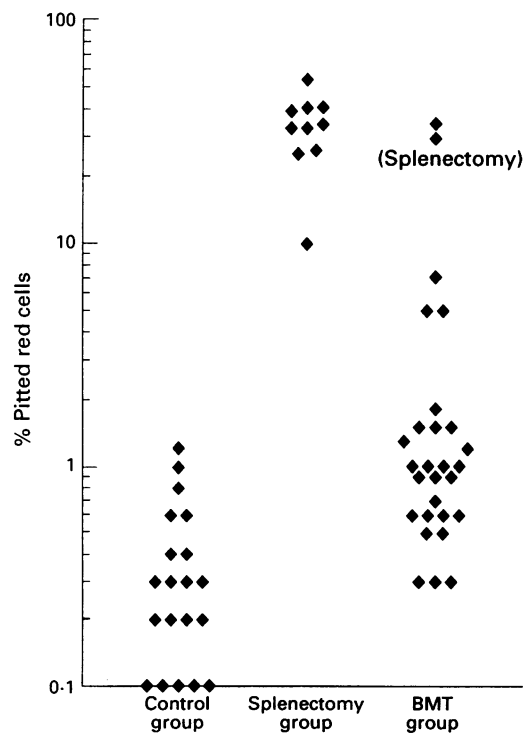 100
10
1
0·1
% Pitted red cells
(Splenectomy)
Control
group
Splenectomy
group
BMT
group